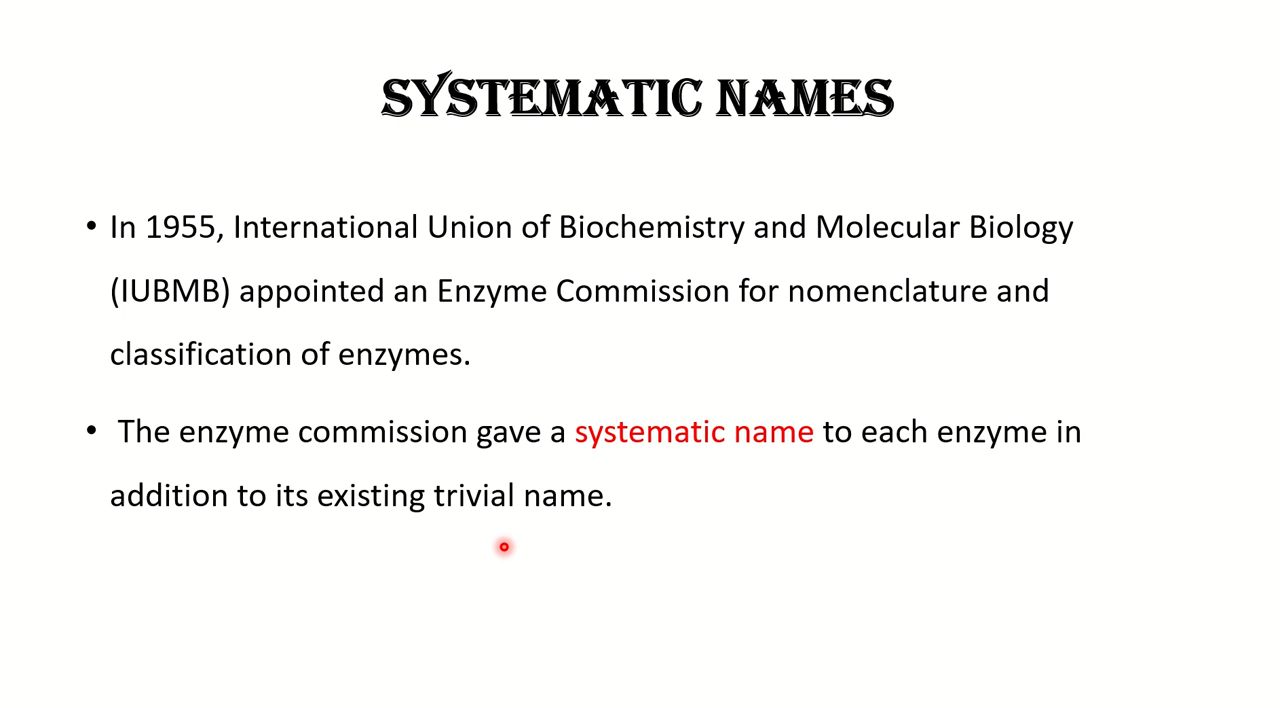 SYSTEMATIC NAMES
• In 1955, International Union of Biochemistry and Molecular Biology
(IUBMB) appointed an Enzyme Commission for nomenclature and
classification of enzymes.
• The enzyme commission gave a systematic name to each enzyme in
addition to its existing trivial name.